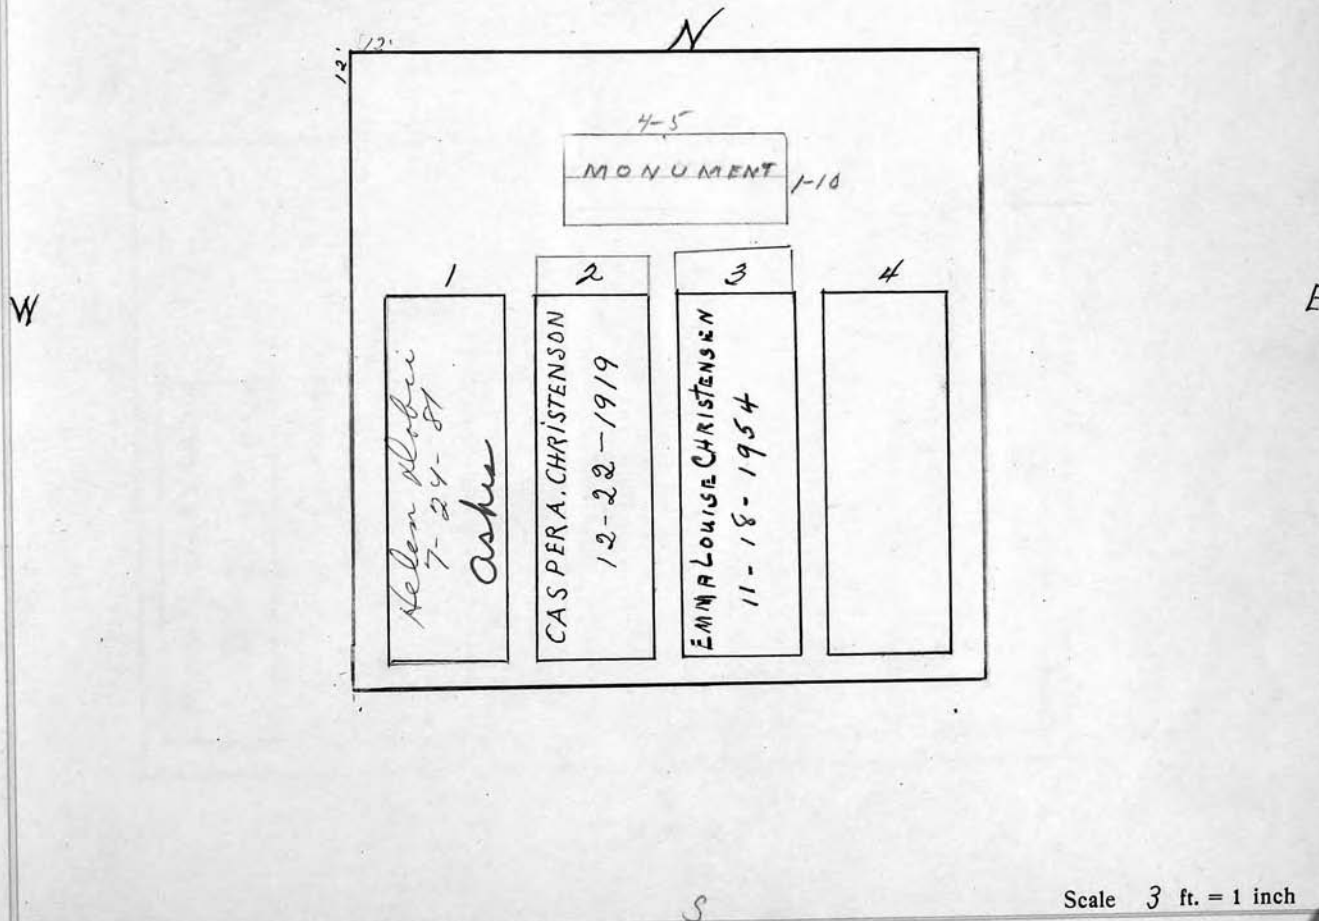 N
12'
12'
4-5
MONUMENT
1-10
W
E
1
2
3
4
Helen
7-24-81
Ashes
CASPER A. CHRISTENSON
12-22-1919
EMMA LOUISE CHRISTENSEN
11-18-1954
S
Scale 3 ft. = 1 inch